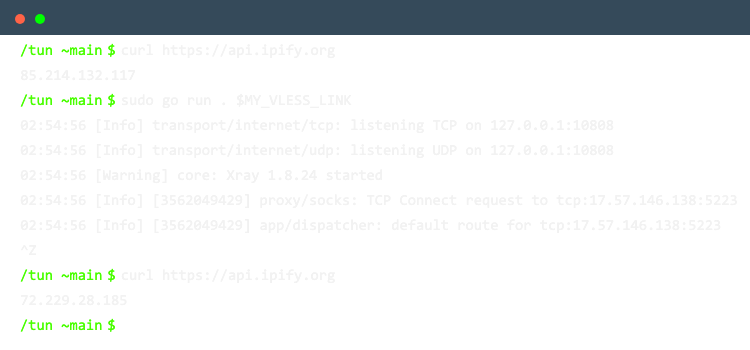 /tun ~main $ curl https://api.ipify.org
85.214.132.117
/tun ~main $ sudo go run . $MY_VLESS_LINK
02:54:56 [Info] transport/internet/tcp: listening TCP on 127.0.0.1:10808
02:54:56 [Info] transport/internet/udp: listening UDP on 127.0.0.1:10808
02:54:56 [Warning] core: Xray 1.8.24 started
02:54:56 [Info] [3562049429] proxy/socks: TCP Connect request to tcp:17.57.146.138:5223
02:54:56 [Info] [3562049429] app/dispatcher: default route for tcp:17.57.146.138:5223
^Z
/tun ~main $ curl https://api.ipify.org
72.229.28.185
/tun ~main $